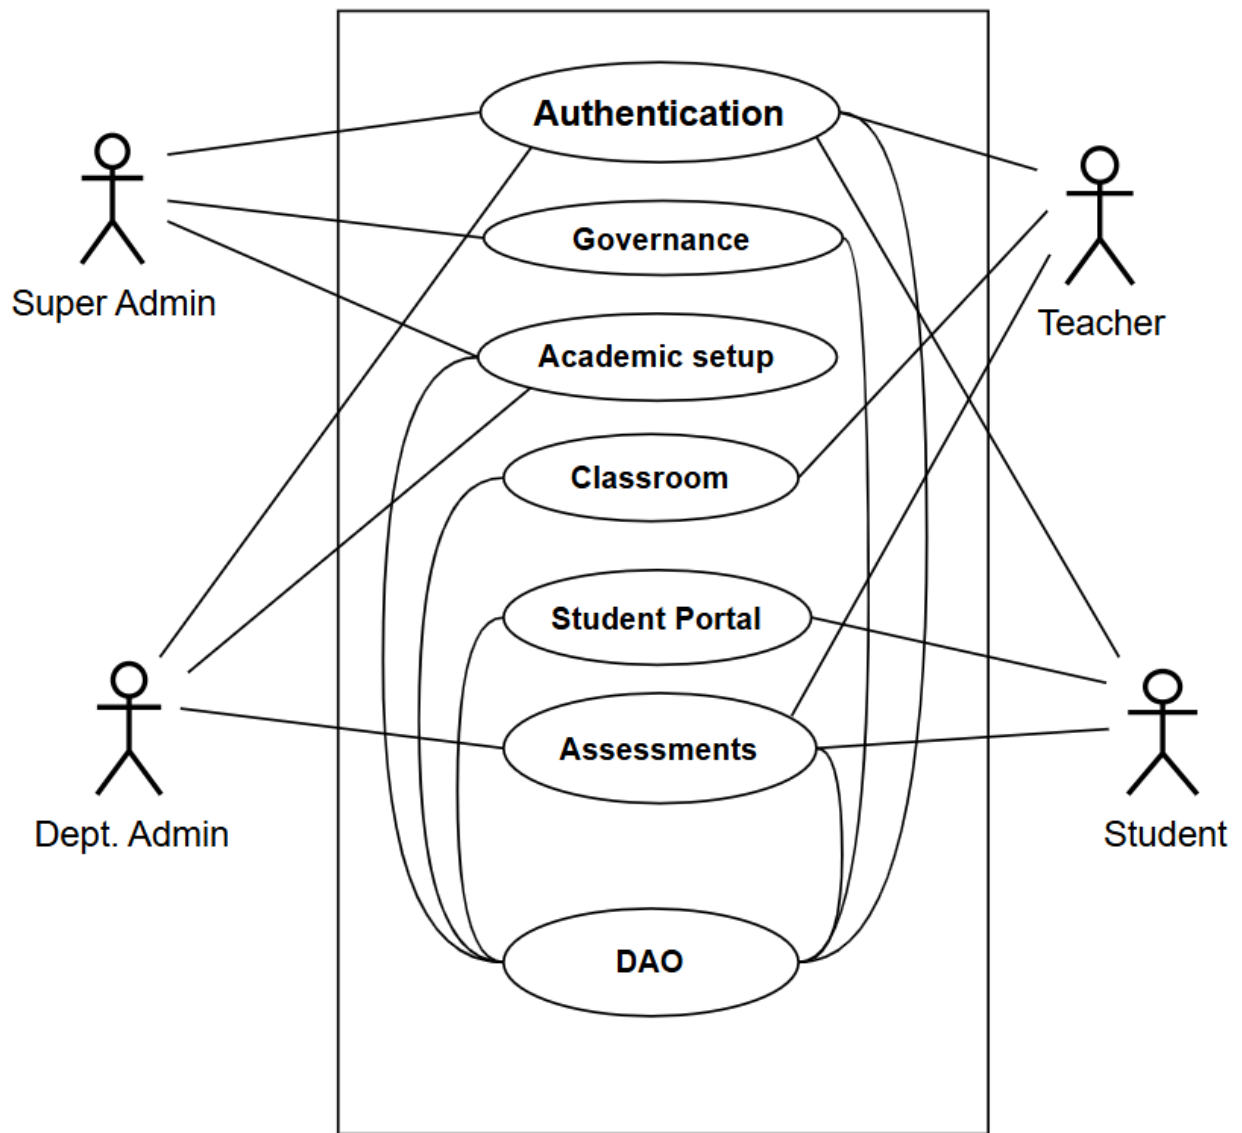 Authentication
Governance
Super Admin
Teacher
Academic setup
Classroom
Student Portal
Assessments
Dept. Admin
Student
DAO